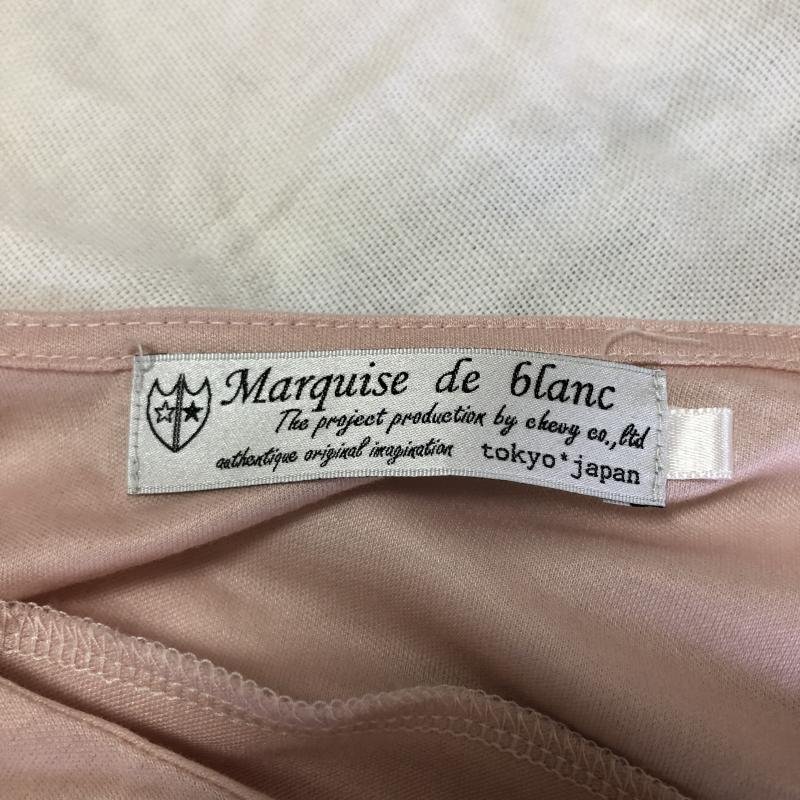 Marquise de blanc
The project production by chevy co.,ltd
authentique original imagination tokyo*japan